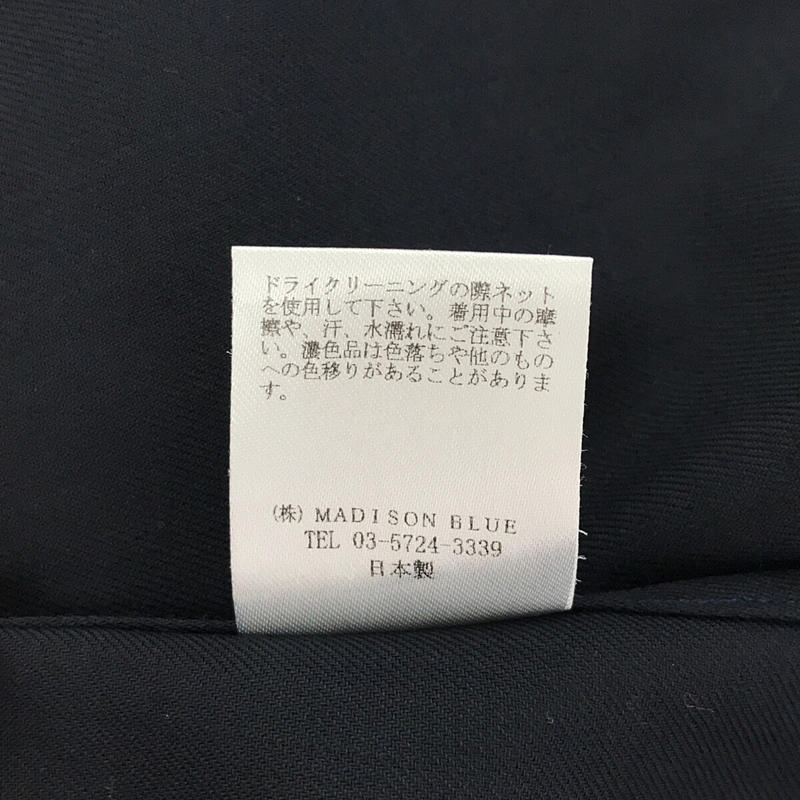 ドライクリーニングの際ネット
を使用して下さい。着用中の摩
擦や、汗、水濡れにご注意下さ
い。濃色品は色落ちや他のもの
への色移りがあることがありま
す。
(株) MADISON BLUE
TEL 03-5724-3339
日本製